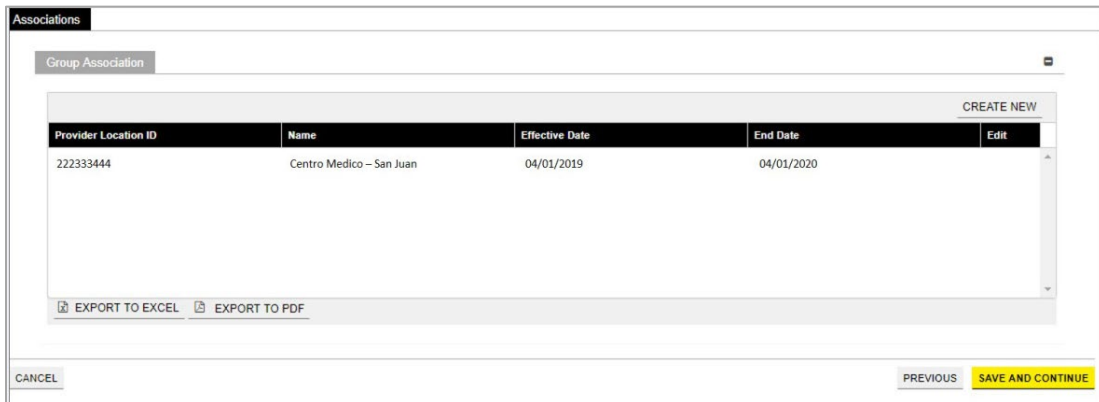 Associations
Group Association
CREATE NEW
Provider Location ID Name Effective Date End Date Edit
222333444 Centro Medico – San Juan 04/01/2019 04/01/2020
EXPORT TO EXCEL EXPORT TO PDF
CANCEL PREVIOUS SAVE AND CONTINUE